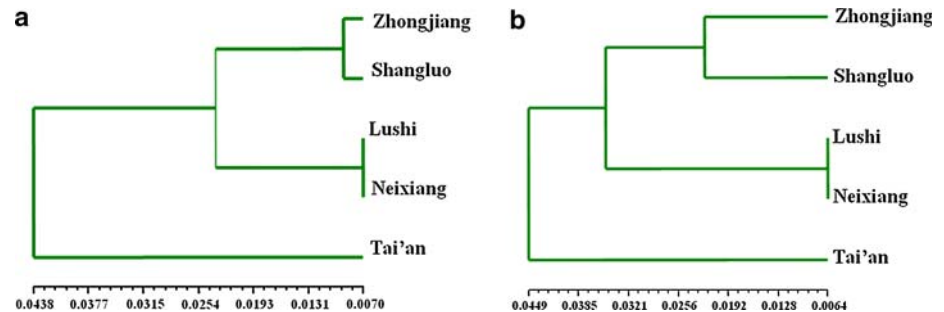 a
Zhongjiang
Shangluo
Lushi
Neixiang
Tai'an
0.0438 0.0377 0.0315 0.0254 0.0193 0.0131 0.0070
b
Zhongjiang
Shangluo
Lushi
Neixiang
Tai'an
0.0449 0.0385 0.0321 0.0256 0.0192 0.0128 0.0064